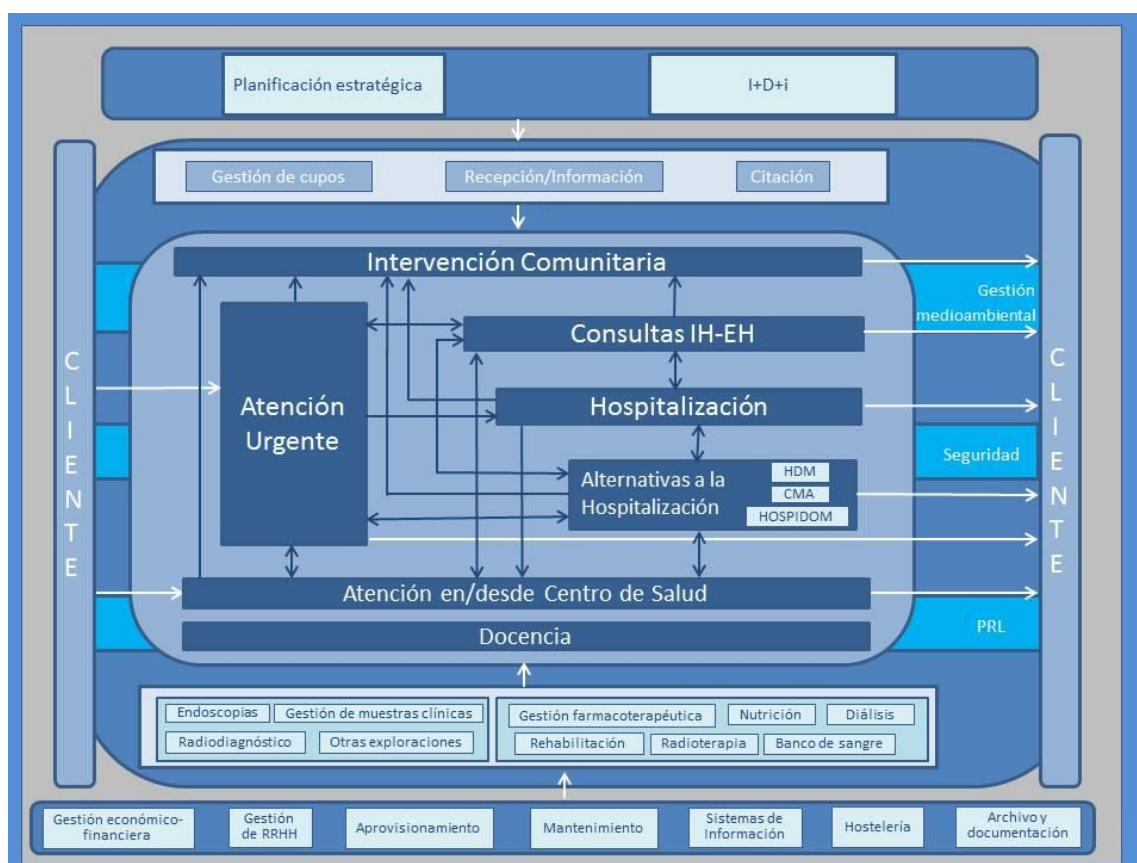 Planificación estratégica
I+D+i
Gestión de cupos
Recepción/Información
Citación
CLIENTE
Intervención Comunitaria
Gestión
medioambiental
Consultas IH-EH
Atención
Urgente
Hospitalización
Seguridad
Alternativas a la
Hospitalización
HDM
CMA
HOSPIDOM
Atención en/desde Centro de Salud
PRL
Docencia
CLIENTE
Endoscopias
Gestión de muestras clínicas
Radiodiagnóstico
Otras exploraciones
Gestión farmacoterapéutica
Nutrición
Diálisis
Rehabilitación
Radioterapia
Banco de sangre
Gestión económico-
financiera
Gestión
de RRHH
Aprovisionamiento
Mantenimiento
Sistemas de
Información
Hostelería
Archivo y
documentación